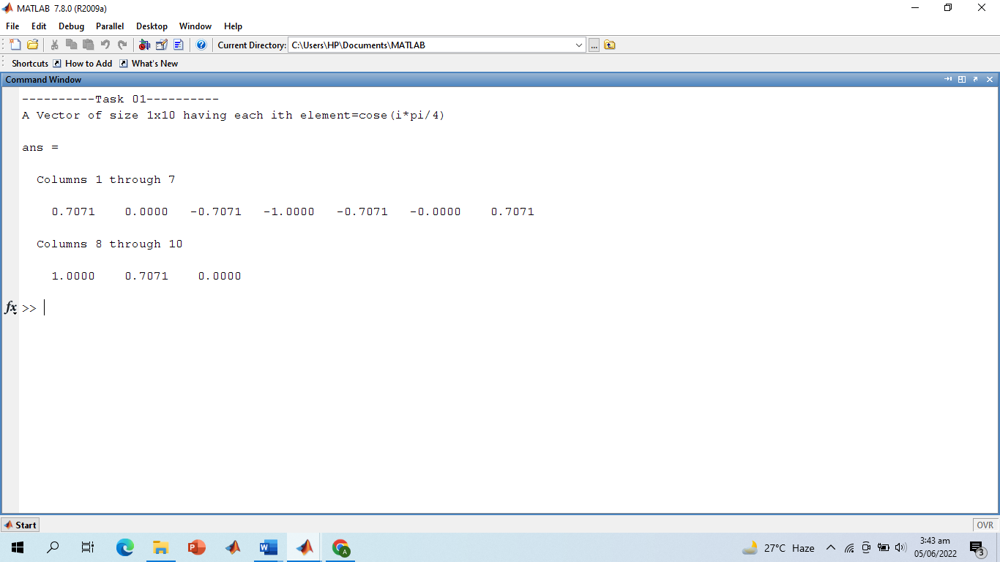 MATLAB 7.8.0 (R2009a)
File Edit Debug Parallel Desktop Window Help
Current Directory: C:\Users\HP\Documents\MATLAB ...
Shortcuts How to Add What's New
Command Window
----------Task 01----------
A Vector of size 1x10 having each ith element=cose(i*pi/4)
ans =
Columns 1 through 7
0.7071 0.0000 -0.7071 -1.0000 -0.7071 -0.0000 0.7071
Columns 8 through 10
1.0000 0.7071 0.0000
fx >>
Start
OVR
27°C Haze
3:43 am
05/06/2022
3